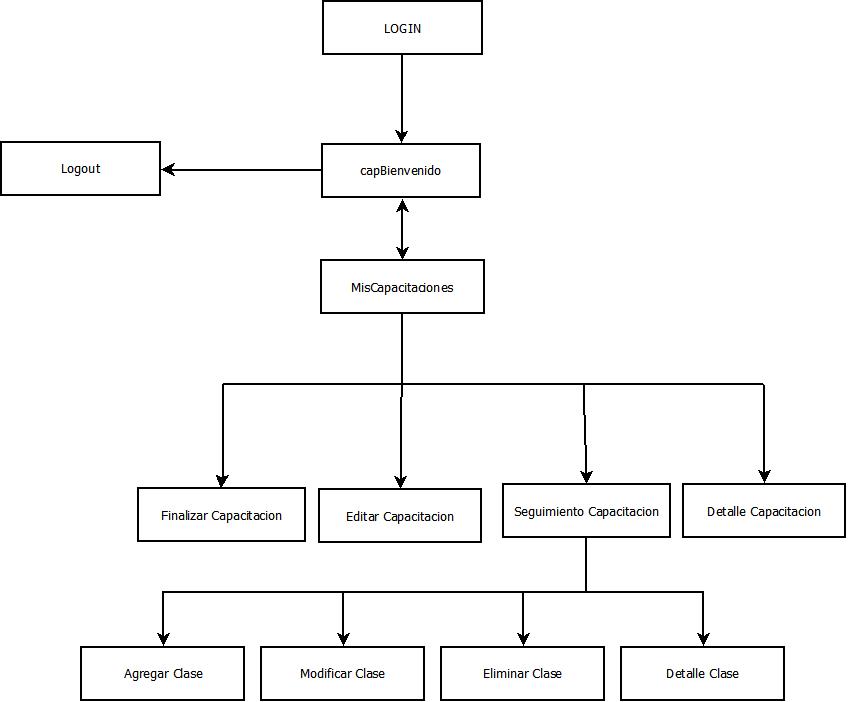 LOGIN
Logout
capBienvenido
MisCapacitaciones
Finalizar Capacitacion
Editar Capacitacion
Seguimiento Capacitacion
Detalle Capacitacion
Agregar Clase
Modificar Clase
Eliminar Clase
Detalle Clase